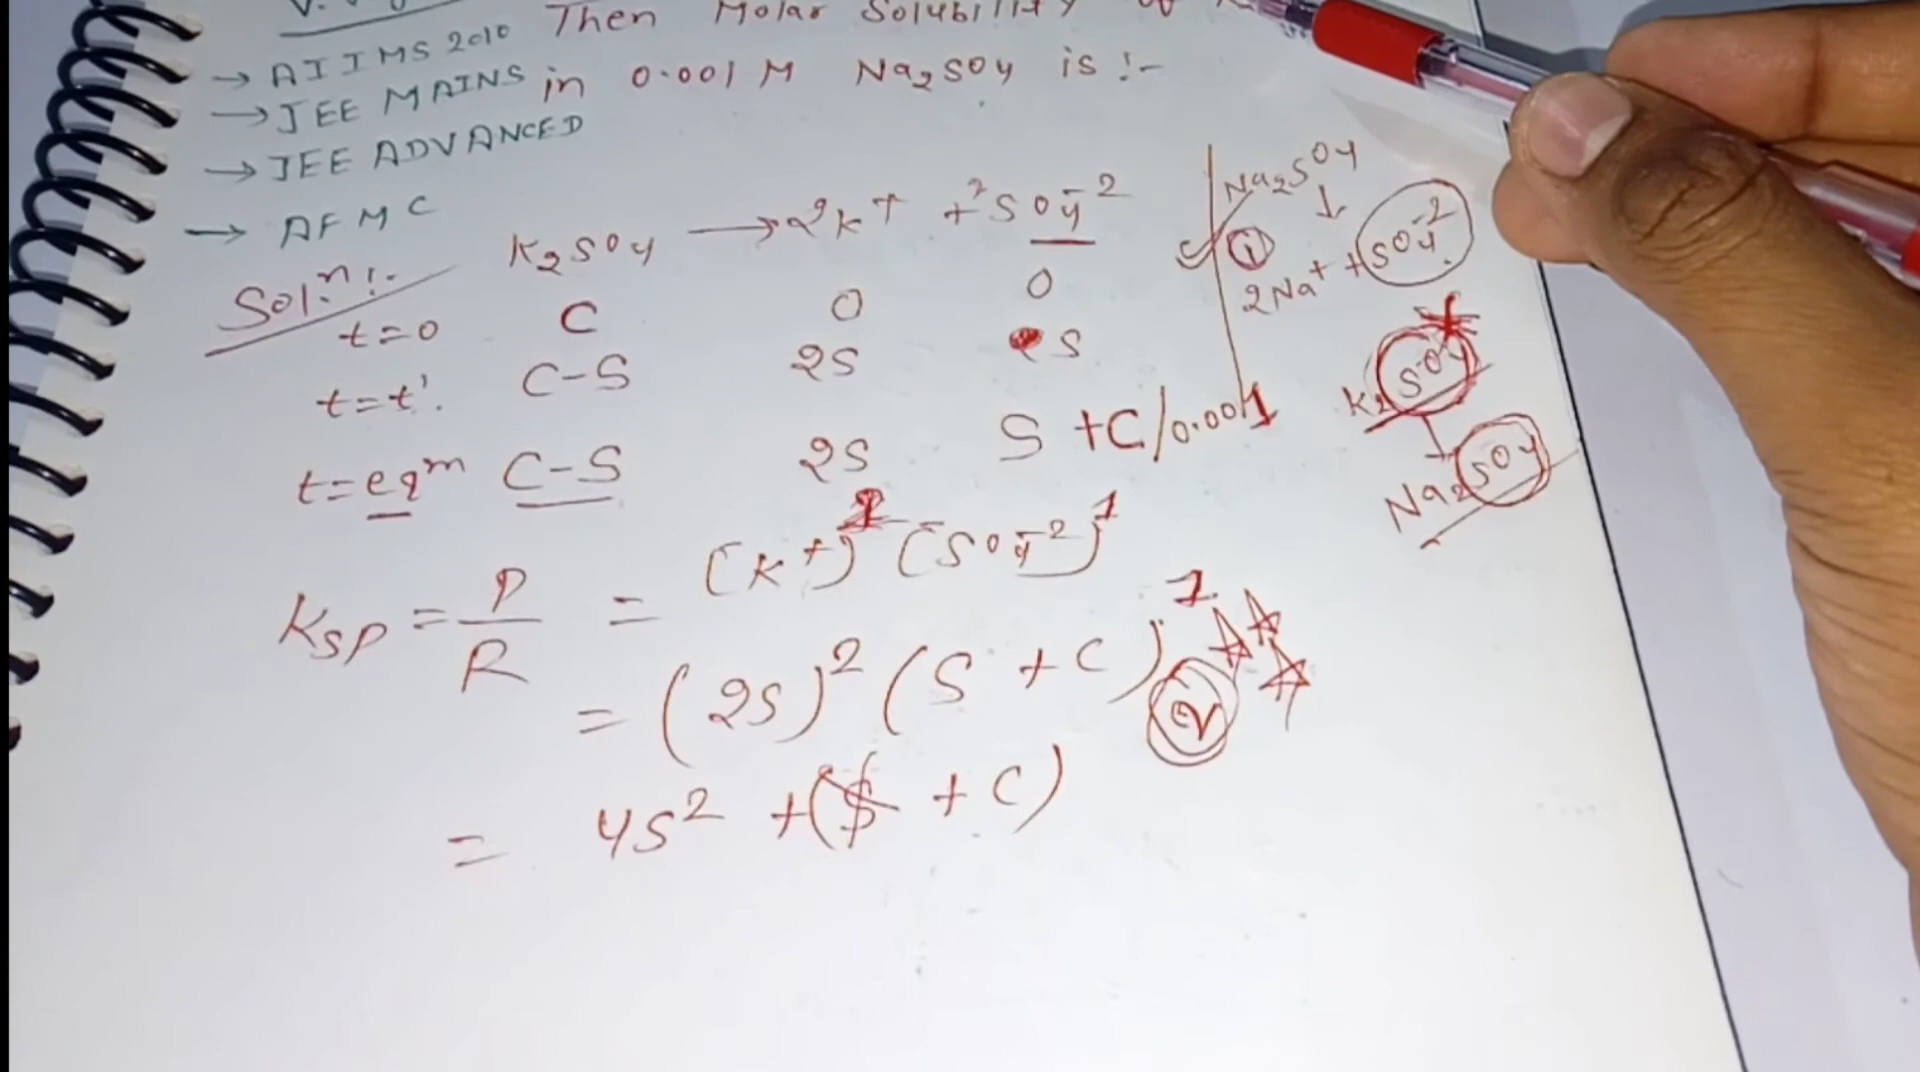 Then Molar Solubility of
→ AIIMS 2010
→ JEE MAINS in 0.001 M Na2SO4 is :-
→ JEE ADVANCED
→ AFMC
Soln:-
K2SO4 → 2K+ + SO4-2
t=0 C 0 0
t=t' C-S 2S S
t=eqm C-S 2S S +C/0.001
Na2SO4
↓
① 2Na+ + SO4-2
K2SO4
Na2SO4
Ksp = P/R = [K+]2 [SO4-2]1
= (2S)2 (S + C)1
= 4S2 +(S + C)